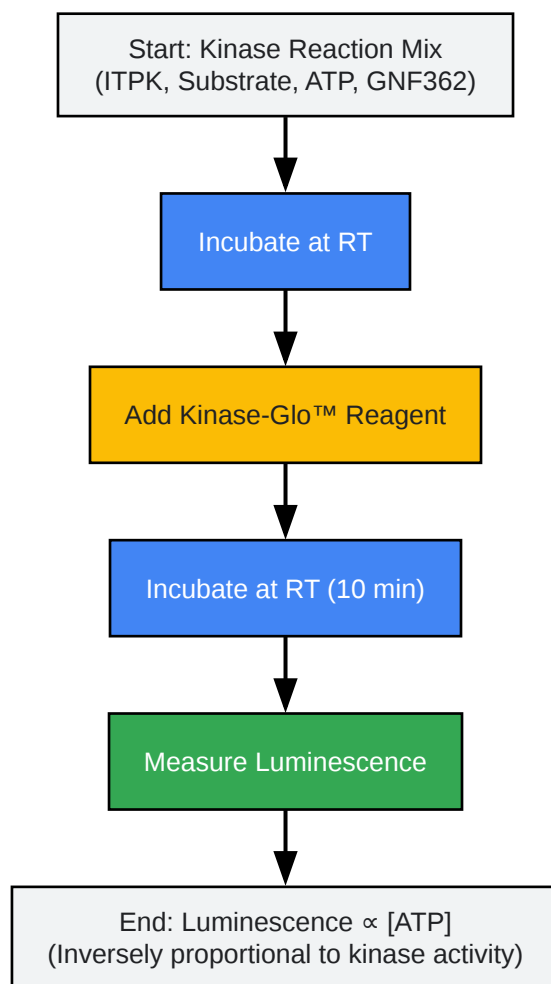 Start: Kinase Reaction Mix
(ITPK, Substrate, ATP, GNF362)
Incubate at RT
Add Kinase-Glo™ Reagent
Incubate at RT (10 min)
Measure Luminescence
End: Luminescence ∝ [ATP]
(Inversely proportional to kinase activity)